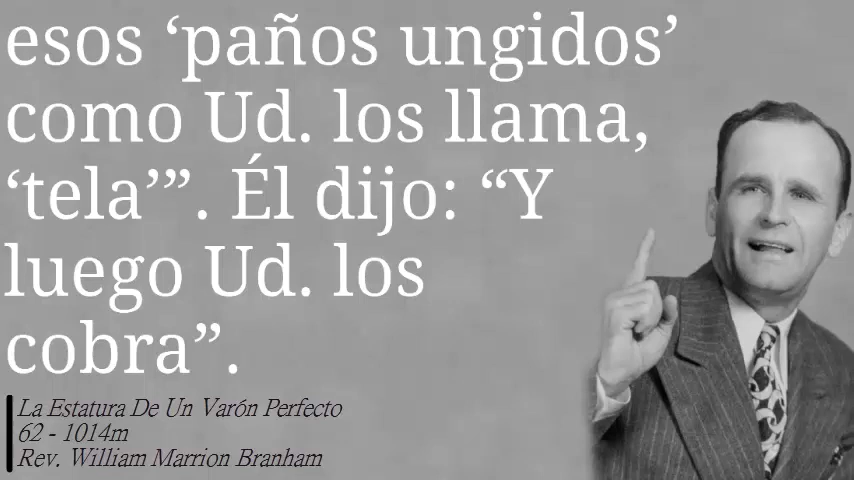 esos ‘paños ungidos’
como Ud. los llama,
‘tela’”. Él dijo: “Y
luego Ud. los
cobra”.
La Estatura De Un Varón Perfecto
62 - 1014m
Rev. William Marrion Branham